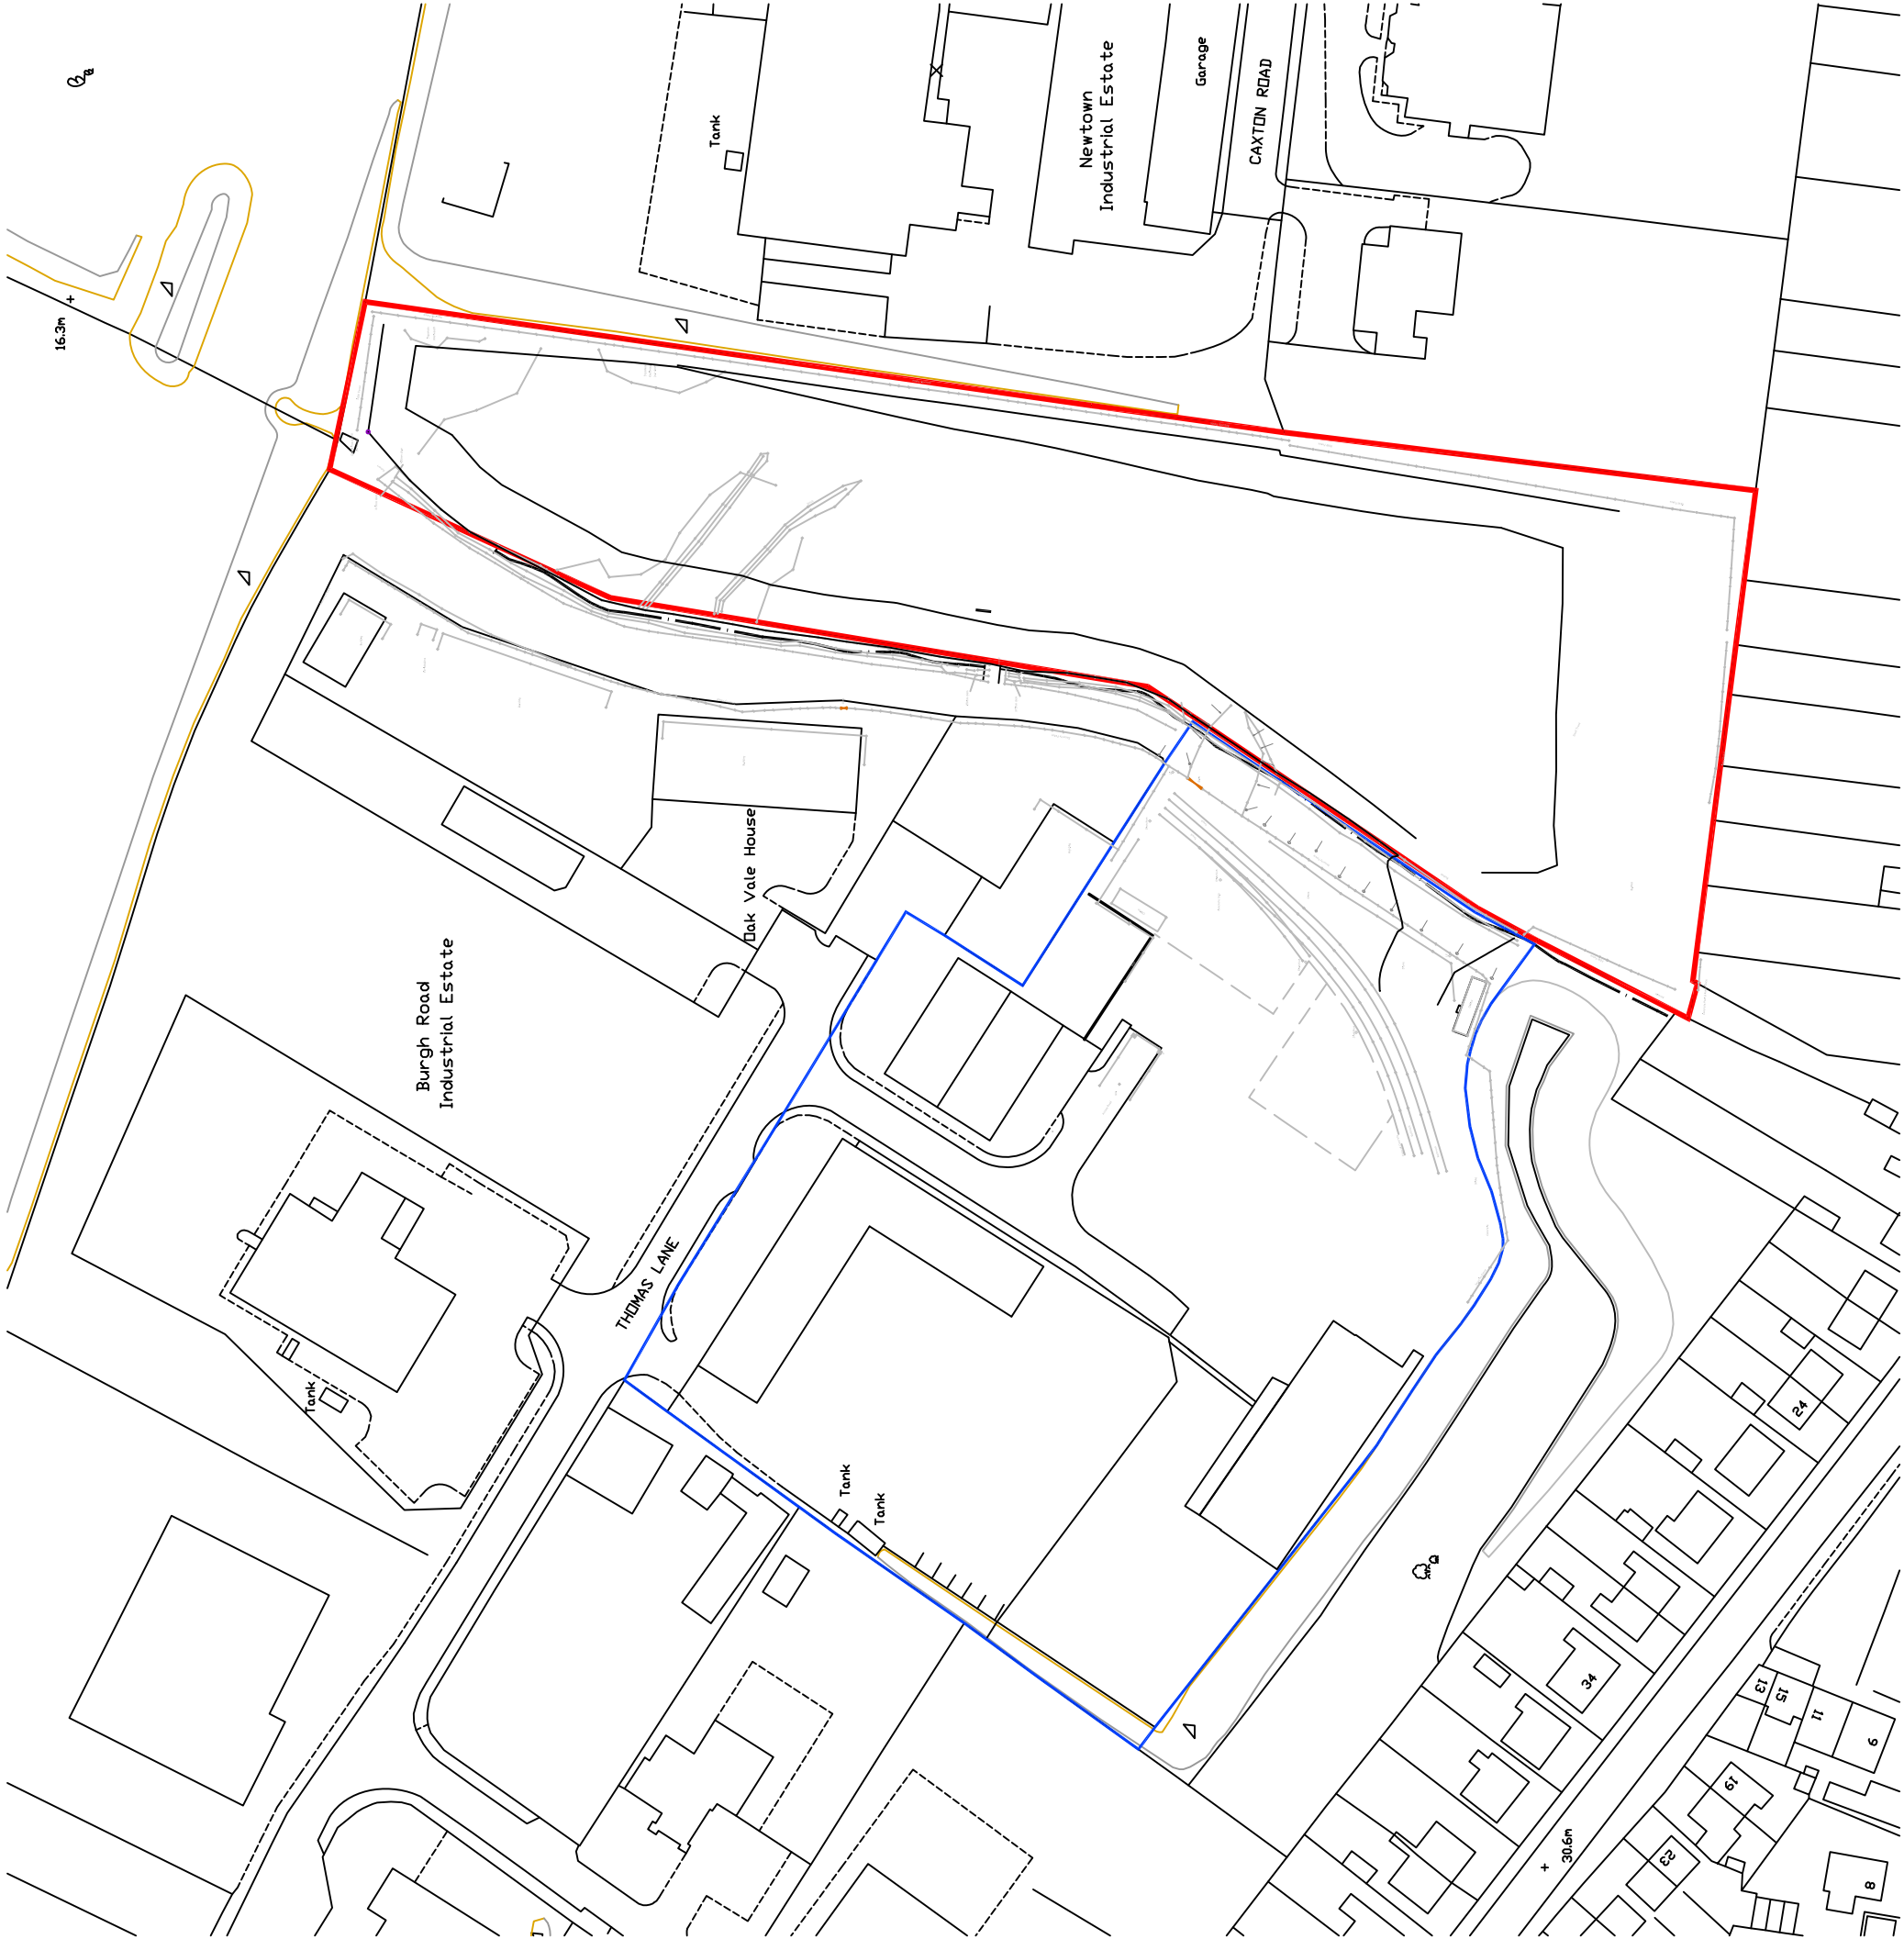 16.3m
Tank
Newtown
Industrial Estate
Garage
CAXTON ROAD
Oak Vale House
Burgh Road
Industrial Estate
THOMAS LANE
Tank
Tank
Tank
24
34
13
15
11
6
19
23
8
30.6m